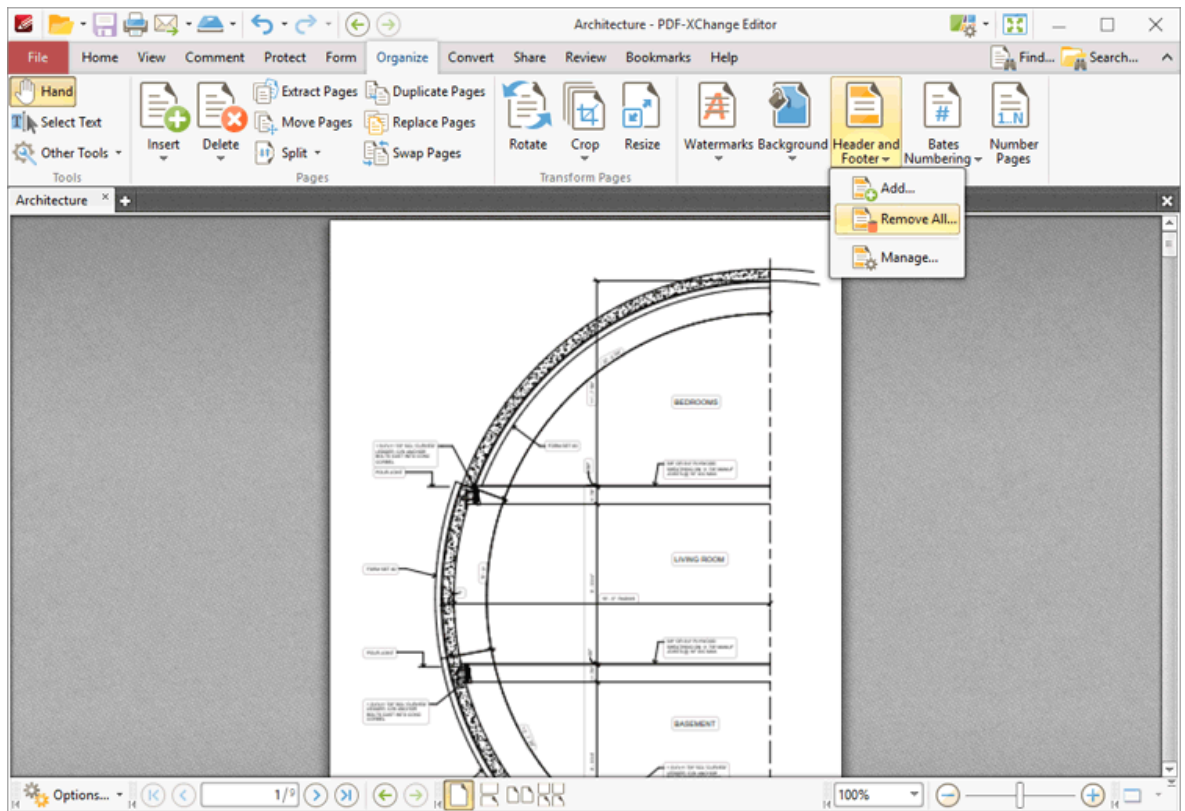 Architecture - PDF-XChange Editor
File Home View Comment Protect Form Organize Convert Share Review Bookmarks Help Find... Search...
Hand
Select Text
Other Tools
Tools
Insert
Delete
Extract Pages
Move Pages
Split
Duplicate Pages
Replace Pages
Swap Pages
Pages
Rotate
Crop
Resize
Transform Pages
Watermarks
Background
Header and
Footer
Bates
Numbering
Number
Pages
Architecture
Add...
Remove All...
Manage...
BEDROOMS
LIVING ROOM
BASEMENT
Options...
1/9
100%